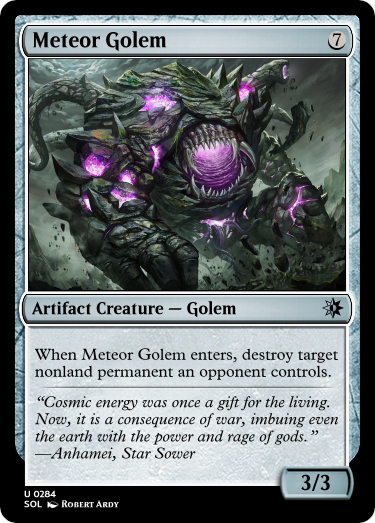 Meteor Golem
7
Artifact Creature — Golem
When Meteor Golem enters, destroy target
nonland permanent an opponent controls.
“Cosmic energy was once a gift for the living.
Now, it is a consequence of war, imbuing even
the earth with the power and rage of gods.”
—Anhamei, Star Sower
3/3
U 0284
SOL Robert Ardy